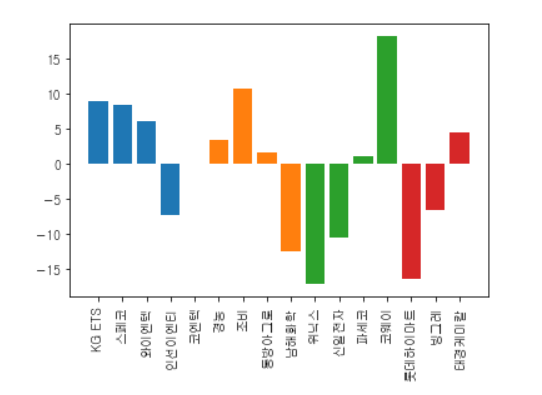 15
10
5
0
−5
−10
−15
KG ETS
스페코
와이엔텍
인선이엔티
코엔텍
경농
조비
동방아그로
남해화학
위닉스
신일전자
파세코
코웨이
롯데하이마트
빙그레
태경케미칼